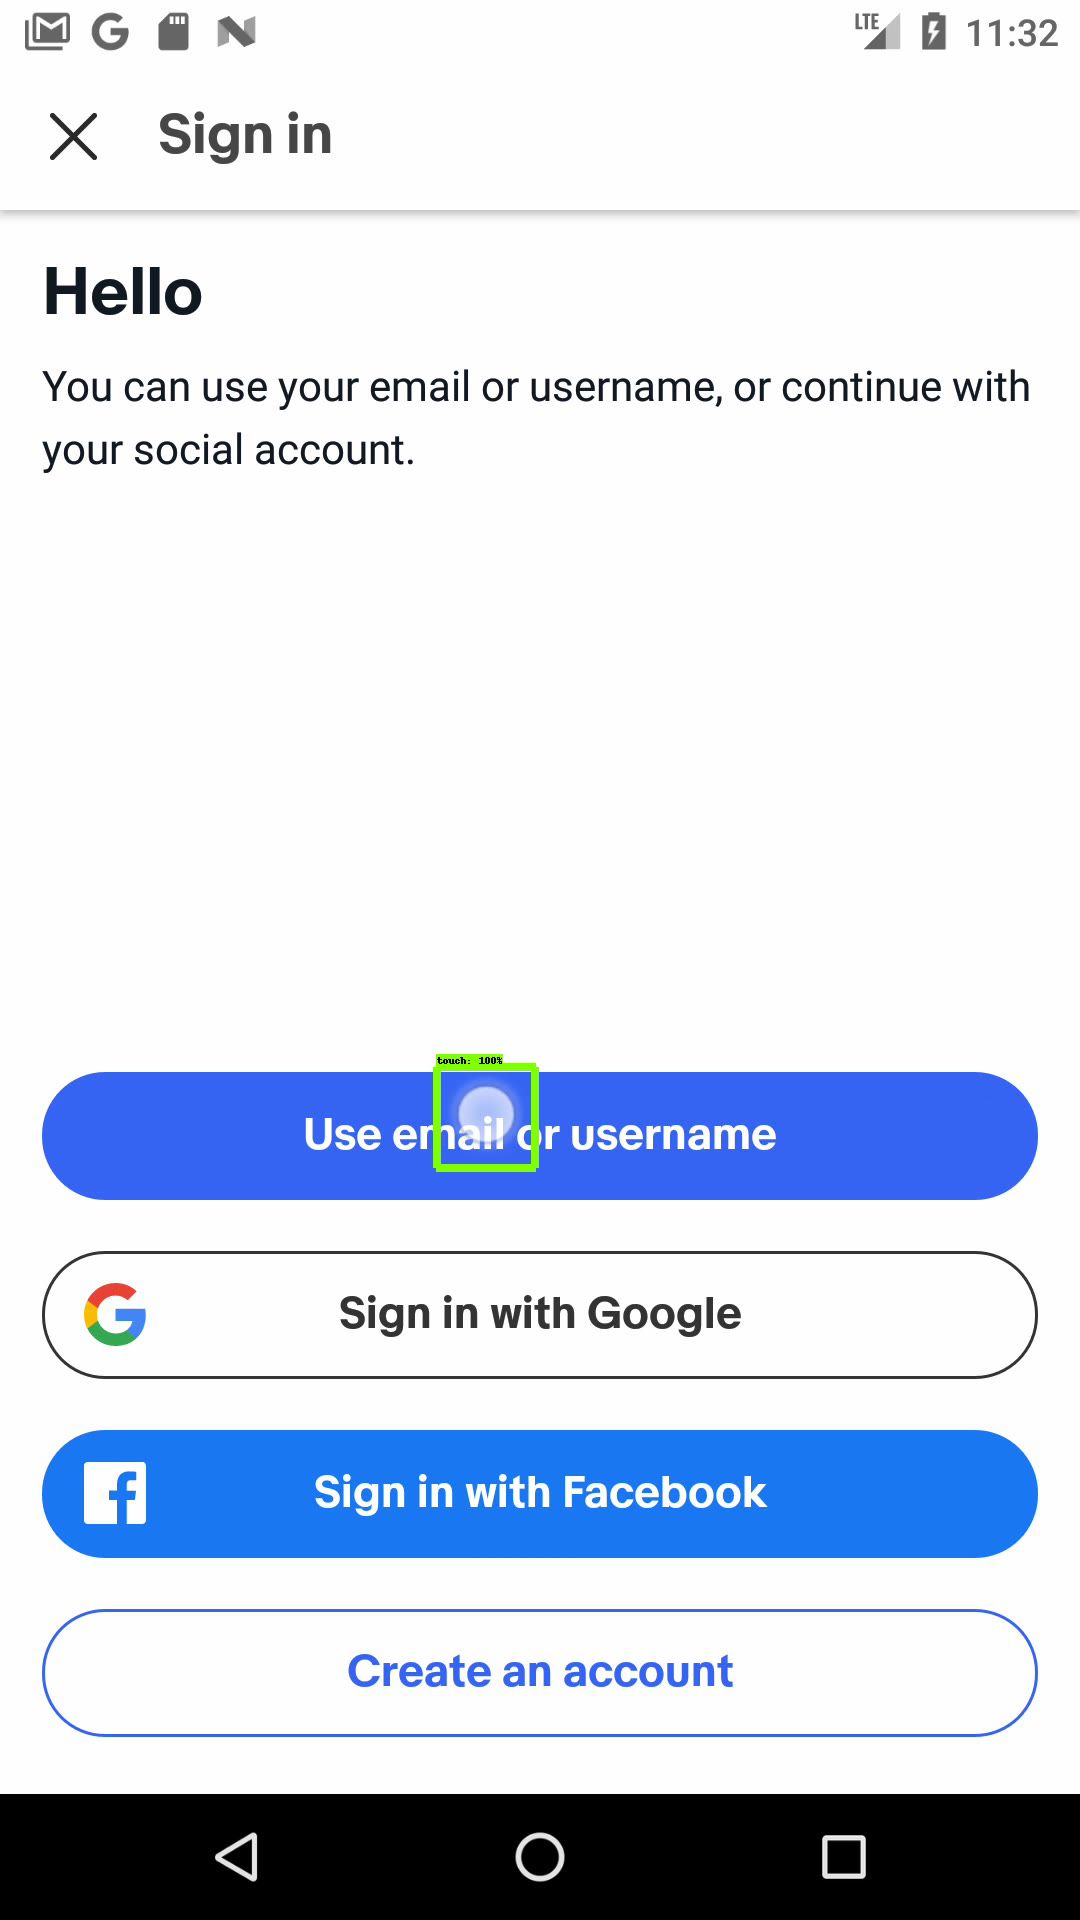 LTE 11:32
Sign in
Hello
You can use your email or username, or continue with
your social account.
touch: 100%
Use email or username
Sign in with Google
Sign in with Facebook
Create an account